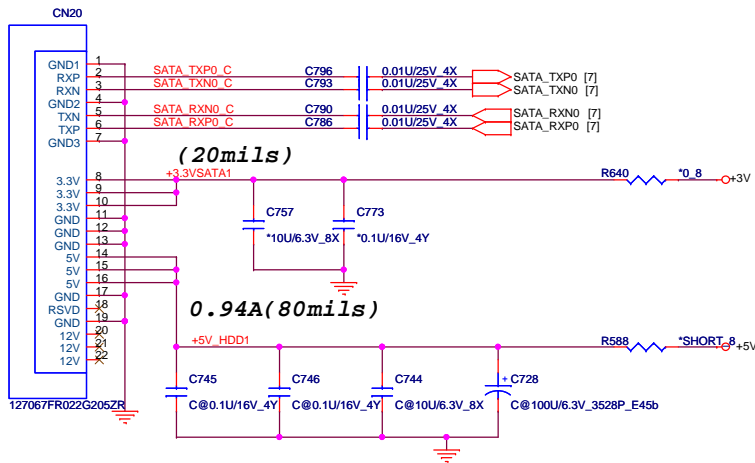 CN20
GND1 1
RXP 2 SATA_TXP0_C C796 0.01U/25V_4X SATA_TXP0 [7]
RXN 3 SATA_TXN0_C C793 0.01U/25V_4X SATA_TXN0 [7]
GND2 4
TXN 5 SATA_RXN0_C C790 0.01U/25V_4X SATA_RXN0 [7]
TXP 6 SATA_RXP0_C C786 0.01U/25V_4X SATA_RXP0 [7]
GND3 7
(20mils)
3.3V 8 +3.3VSATA1 R640 *0_8 +3V
3.3V 9
3.3V 10
GND 11
GND 12
GND 13
C757 C773
*10U/6.3V_8X *0.1U/16V_4Y
5V 14
5V 15
5V 16
GND 17
RSVD 18
GND 19
12V 20
12V 21
12V 22
0.94A(80mils)
+5V_HDD1 R588 *SHORT_8 +5V
C745 C746 C744 + C728
C@0.1U/16V_4Y C@0.1U/16V_4Y C@10U/6.3V_8X C@100U/6.3V_3528P_E45b
127067FR022G205ZR